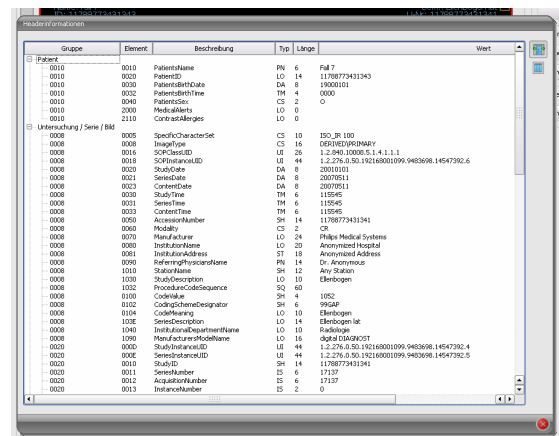 ID: 11788773431343
Headerinformationen
Gruppe Element Beschreibung Typ Länge Wert
Patient
0010 0010 PatientsName PN 6 Fall 7
0010 0020 PatientID LO 14 11788773431343
0010 0030 PatientsBirthDate DA 8 19000101
0010 0032 PatientsBirthTime TM 4 0000
0010 0040 PatientsSex CS 2 O
0010 2000 MedicalAlerts LO 0
0010 2110 ContrastAllergies LO 0
Untersuchung / Serie / Bild
0008 0005 SpecificCharacterSet CS 10 ISO_IR 100
0008 0008 ImageType CS 16 DERIVED\PRIMARY
0008 0016 SOPClassUID UI 26 1.2.840.10008.5.1.4.1.1.1
0008 0018 SOPInstanceUID UI 44 1.2.276.0.50.192168001099.9483698.14547392.6
0008 0020 StudyDate DA 8 20010101
0008 0021 SeriesDate DA 8 20070511
0008 0023 ContentDate DA 8 20070511
0008 0030 StudyTime TM 6 115545
0008 0031 SeriesTime TM 6 115545
0008 0033 ContentTime TM 6 115545
0008 0050 AccessionNumber SH 14 11788773431341
0008 0060 Modality CS 2 CR
0008 0070 Manufacturer LO 24 Philips Medical Systems
0008 0080 InstitutionName LO 20 Anonymized Hospital
0008 0081 InstitutionAddress ST 18 Anonymized Address
0008 0090 ReferringPhysiciansName PN 14 Dr. Anonymous
0008 1010 StationName SH 12 Any Station
0008 1030 StudyDescription LO 10 Ellenbogen
0008 1032 ProcedureCodeSequence SQ 60
0008 0100 CodeValue SH 4 1052
0008 0102 CodingSchemeDesignator SH 6 99GAP
0008 0104 CodeMeaning LO 10 Ellenbogen
0008 103E SeriesDescription LO 14 Ellenbogen lat
0008 1040 InstitutionalDepartmentName LO 10 Radiologie
0008 1090 ManufacturersModelName LO 16 digital DIAGNOST
0020 000D StudyInstanceUID UI 44 1.2.276.0.50.192168001099.9483698.14547392.4
0020 000E SeriesInstanceUID UI 44 1.2.276.0.50.192168001099.9483698.14547392.5
0020 0010 StudyID SH 14 11788773431341
0020 0011 SeriesNumber IS 6 17137
0020 0012 AcquisitionNumber IS 6 17137
0020 0013 InstanceNumber IS 2 0